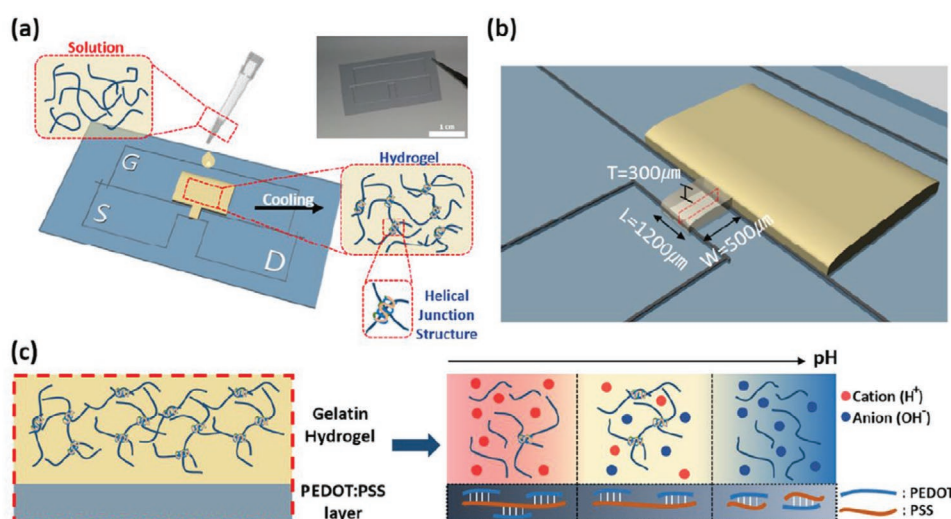 (a)
Solution
1 cm
G
S
D
Cooling
Hydrogel
Helical
Junction
Structure
(b)
T=300μm
L=1200μm
W=500μm
(c)
Gelatin
Hydrogel
PEDOT:PSS
layer
pH
Cation (H⁺)
Anion (OH⁻)
: PEDOT
: PSS